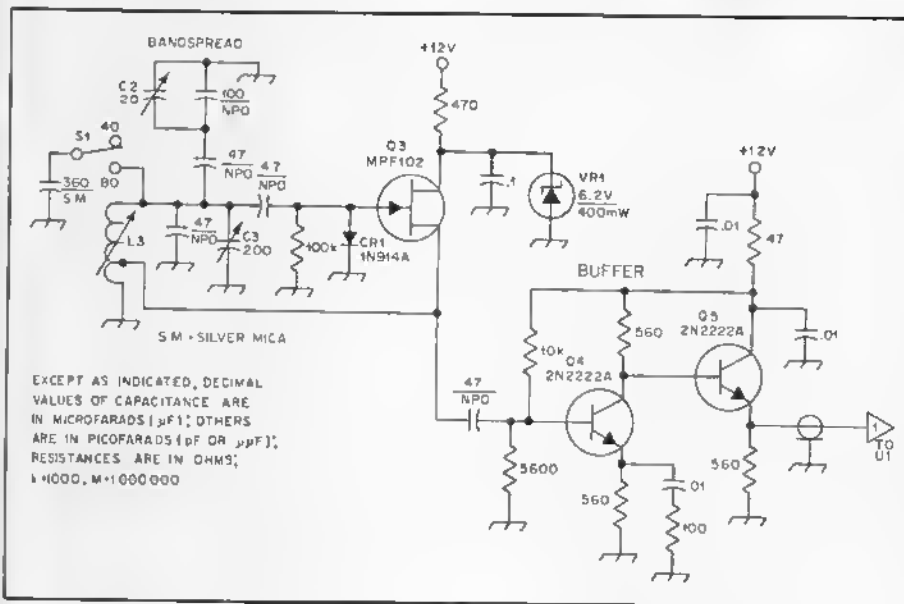 BANDSPREAD
C2
20
100
NPO
S1
40
80
360
SM
47
NPO
47
NPO
L3
47
NPO
C3
200
100k
CR1
1N914A
Q3
MPF102
+12V
470
.1
VR1
6.2V
400mW
+12V
.01
47
BUFFER
S.M = SILVER MICA
EXCEPT AS INDICATED, DECIMAL
VALUES OF CAPACITANCE ARE
IN MICROFARADS (µF); OTHERS
ARE IN PICOFARADS (pF OR µµF);
RESISTANCES ARE IN OHMS;
k=1000, M=1000000
10k
560
Q4
2N2222A
Q5
2N2222A
.01
47
NPO
5600
560
.01
100
560
1
TO
U1